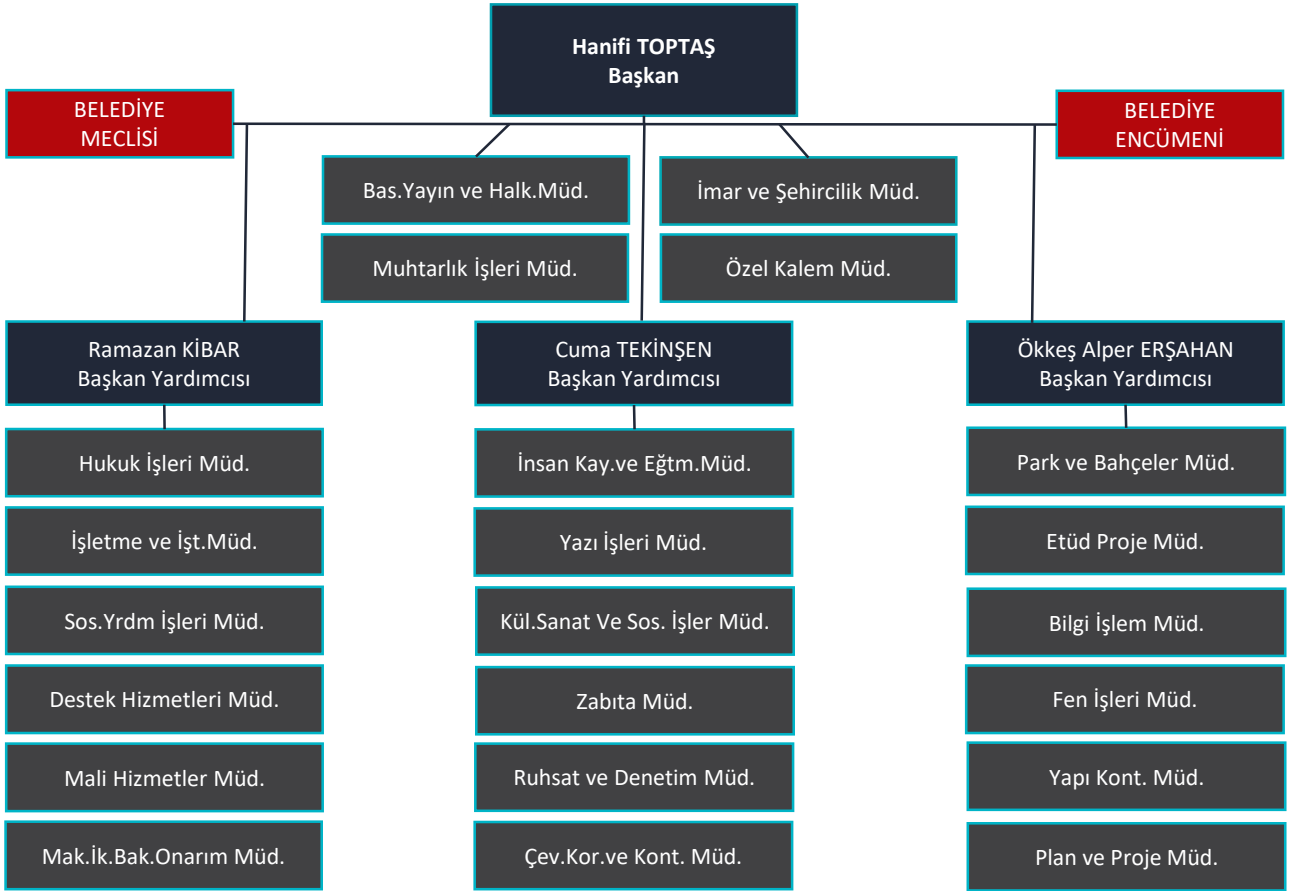 Hanifi TOPTAŞ
Başkan
BELEDİYE
MECLİSİ
BELEDİYE
ENCÜMENİ
Bas.Yayın ve Halk.Müd.
İmar ve Şehircilik Müd.
Muhtarlık İşleri Müd.
Özel Kalem Müd.
Ramazan KİBAR
Başkan Yardımcısı
Cuma TEKİNŞEN
Başkan Yardımcısı
Ökkeş Alper ERŞAHAN
Başkan Yardımcısı
Hukuk İşleri Müd.
İnsan Kay.ve Eğtm.Müd.
Park ve Bahçeler Müd.
İşletme ve İşt.Müd.
Yazı İşleri Müd.
Etüd Proje Müd.
Sos.Yrdm İşleri Müd.
Kül.Sanat Ve Sos. İşler Müd.
Bilgi İşlem Müd.
Destek Hizmetleri Müd.
Zabıta Müd.
Fen İşleri Müd.
Mali Hizmetler Müd.
Ruhsat ve Denetim Müd.
Yapı Kont. Müd.
Mak.İk.Bak.Onarım Müd.
Çev.Kor.ve Kont. Müd.
Plan ve Proje Müd.